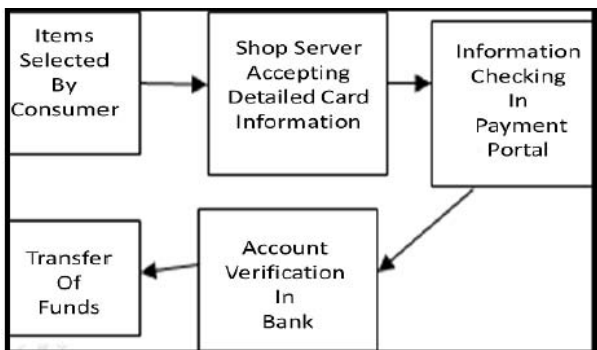 Items
Selected
By
Consumer
Shop Server
Accepting
Detailed Card
Information
Information
Checking
In
Payment
Portal
Account
Verification
In
Bank
Transfer
Of
Funds